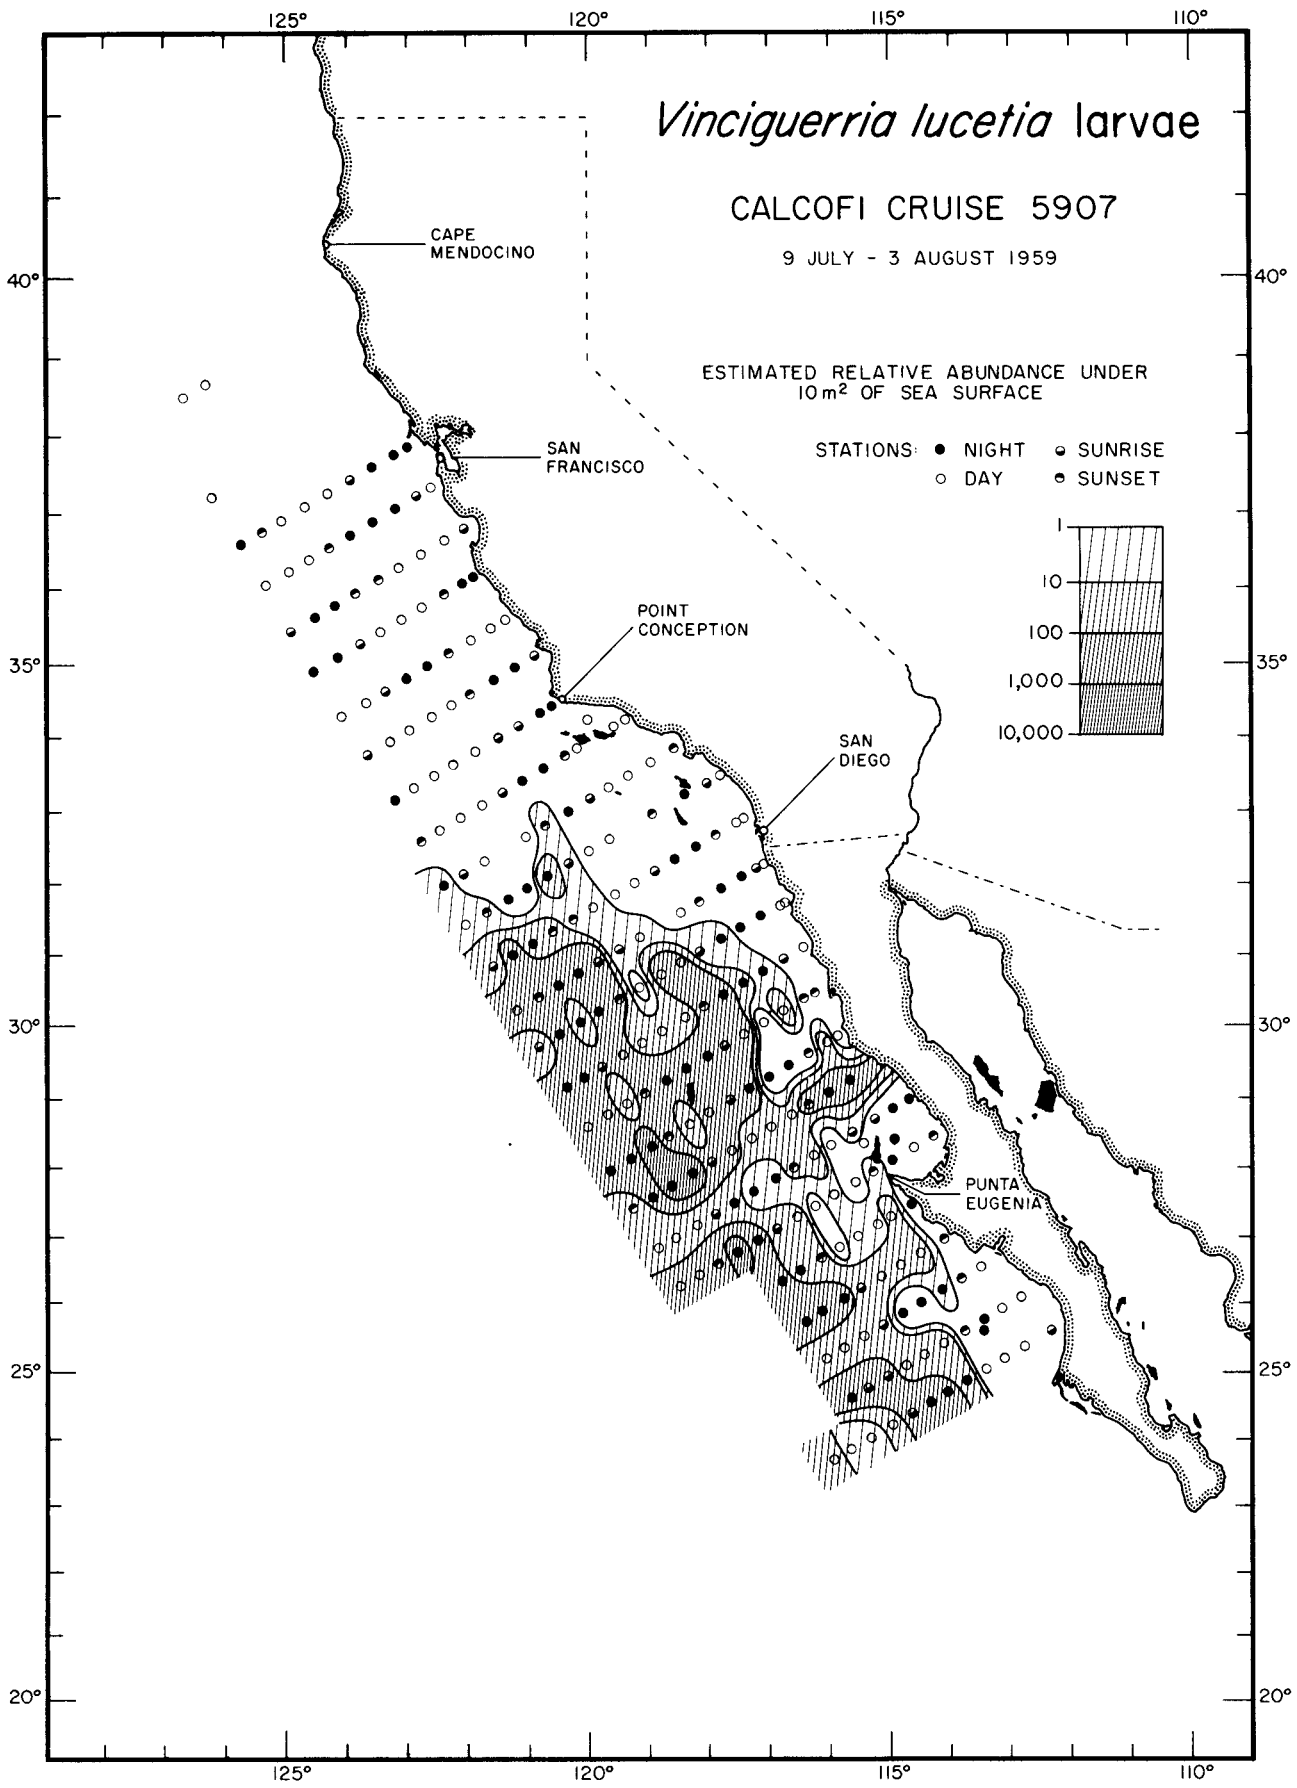 125° 120° 115° 110°
Vinciguerria lucetia larvae
CALCOFI CRUISE 5907
9 JULY - 3 AUGUST 1959
CAPE
MENDOCINO
40° 40°
ESTIMATED RELATIVE ABUNDANCE UNDER
10 m² OF SEA SURFACE
STATIONS: ● NIGHT ◒ SUNRISE
○ DAY ◓ SUNSET
SAN
FRANCISCO
1
10
100
1,000
10,000
POINT
CONCEPTION
35° 35°
SAN
DIEGO
30° 30°
PUNTA
EUGENIA
25° 25°
20° 20°
125° 120° 115° 110°